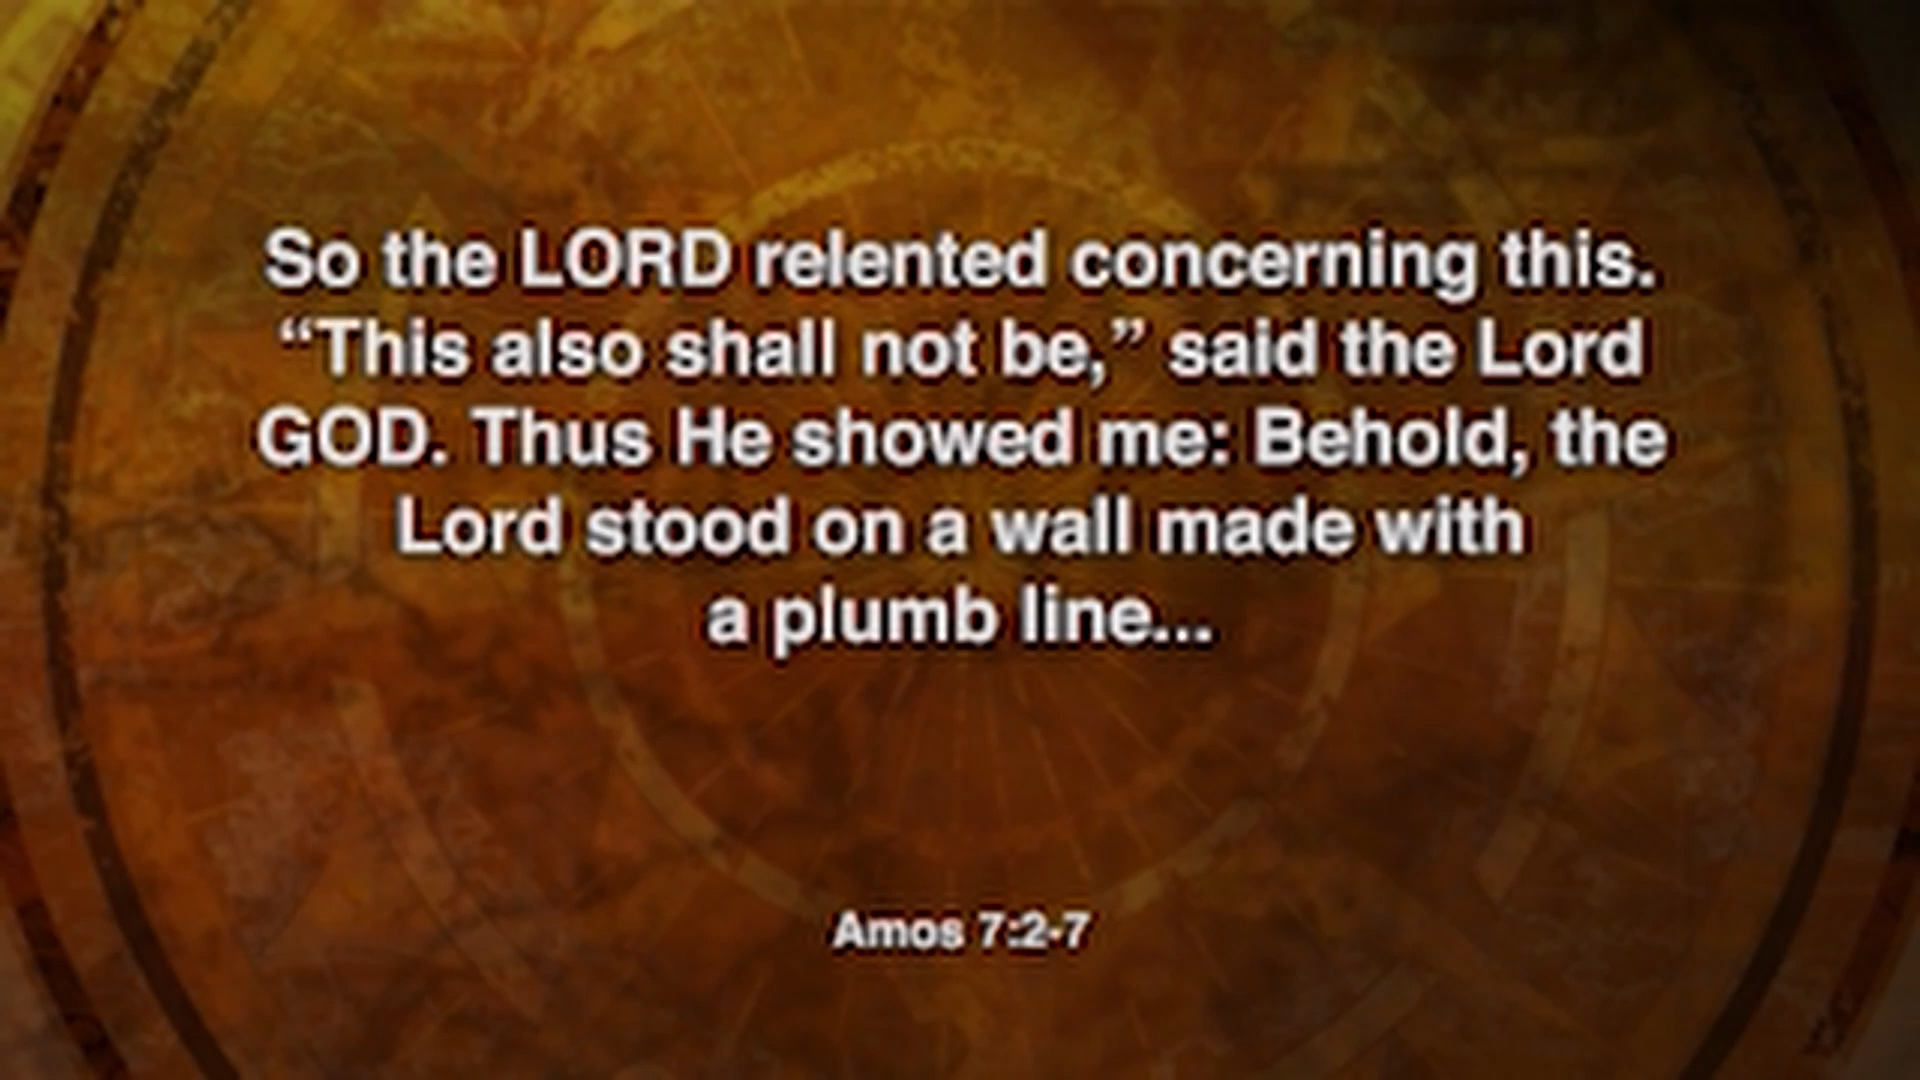 So the LORD relented concerning this.
“This also shall not be,” said the Lord
GOD. Thus He showed me: Behold, the
Lord stood on a wall made with
a plumb line...
Amos 7:2-7